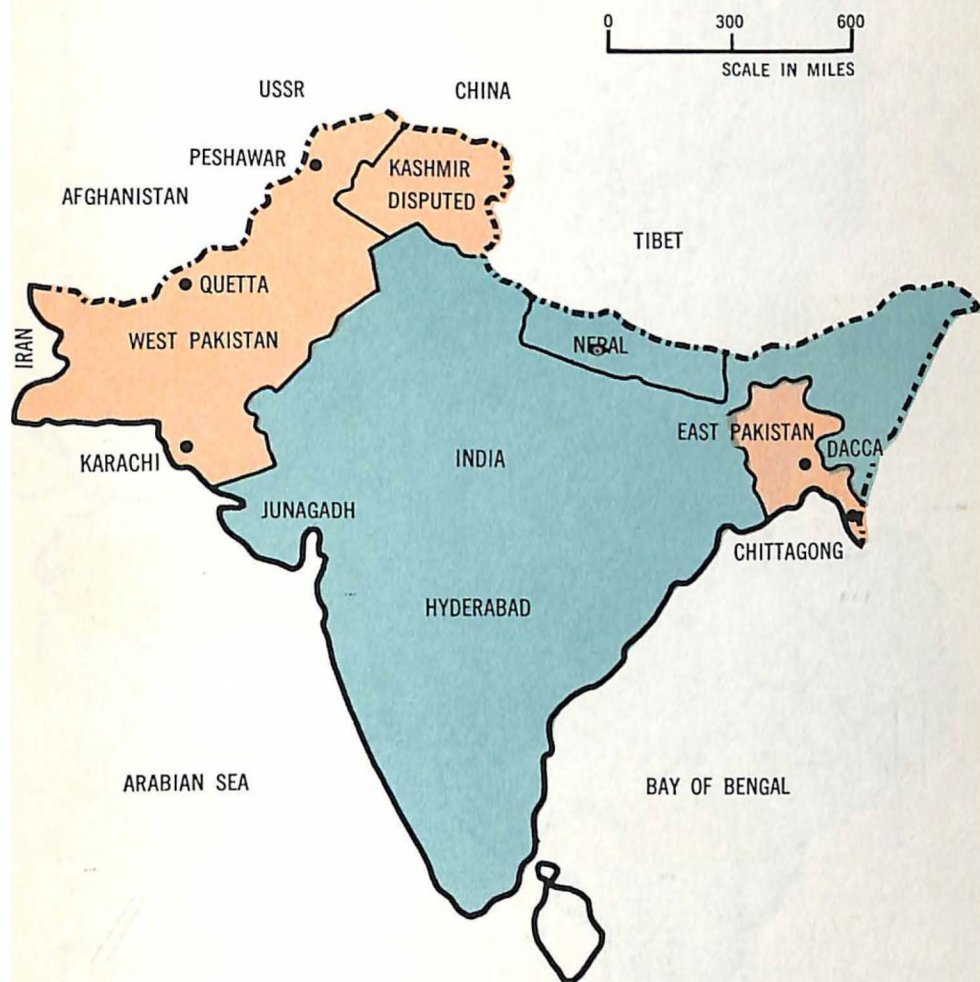 0 300 600
SCALE IN MILES
USSR
CHINA
PESHAWAR
KASHMIR
DISPUTED
AFGHANISTAN
TIBET
QUETTA
IRAN
WEST PAKISTAN
NEPAL
EAST PAKISTAN
DACCA
KARACHI
INDIA
JUNAGADH
CHITTAGONG
HYDERABAD
ARABIAN SEA
BAY OF BENGAL